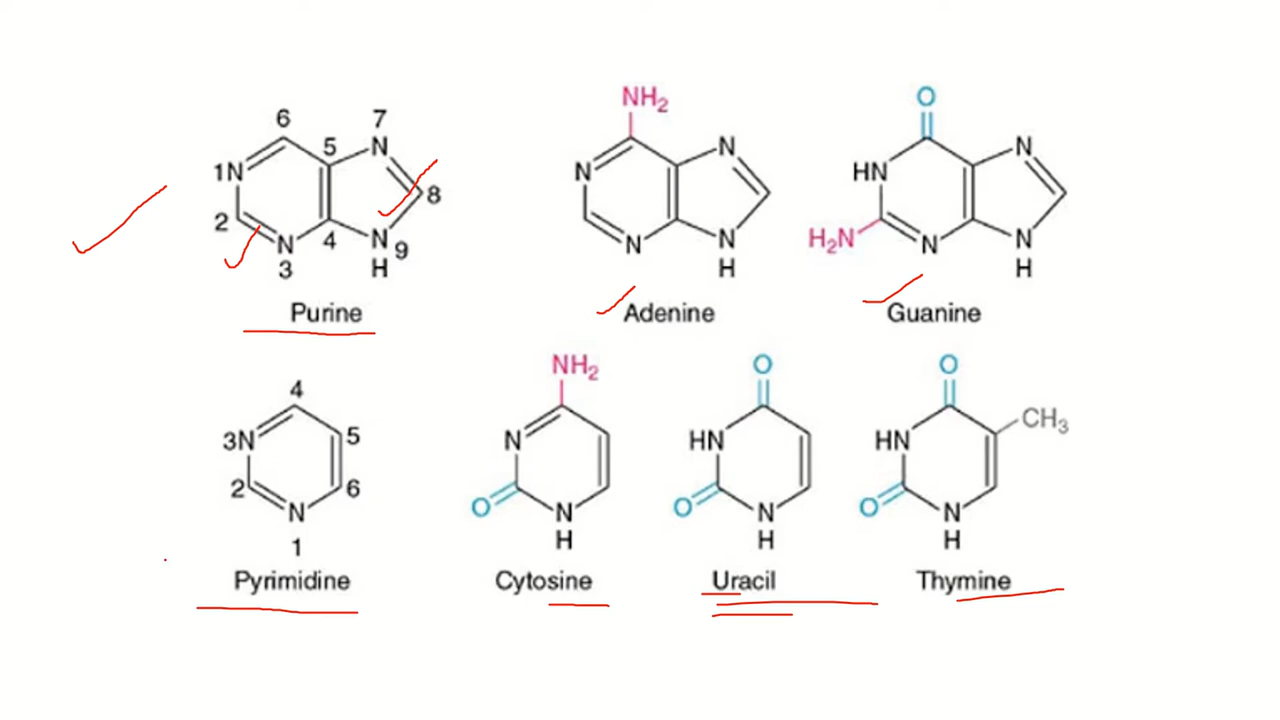 NH₂ O
6 7 N 1N 5 8 2 N 3 4 N 9 H
N N N N H
HN N H₂N N N H
Purine Adenine Guanine
4 3N 5 2 6 N 1
NH₂ N O N H
O HN O N H
O HN CH₃ O N H
Pyrimidine Cytosine Uracil Thymine